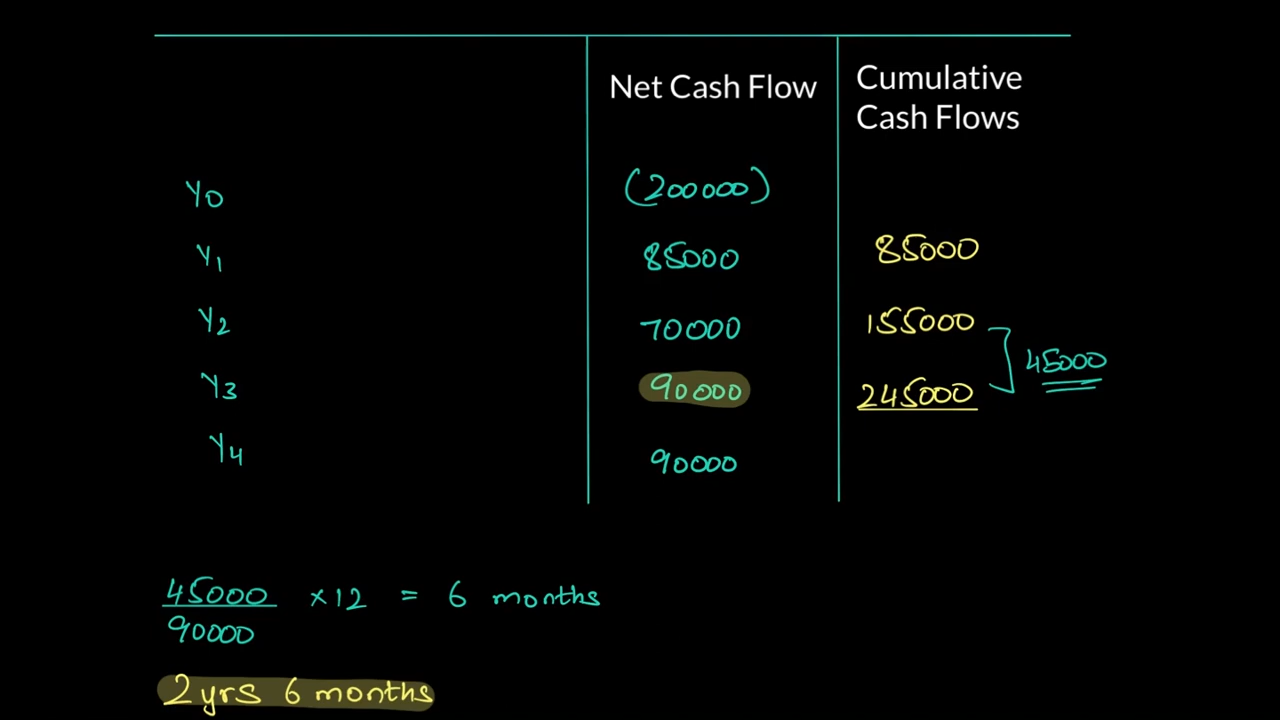 Net Cash Flow Cumulative Cash Flows
Y0 (200000)
Y1 85000 85000
Y2 70000 155000
45000
Y3 90000 245000
Y4 90000
45000 ×12 = 6 months
90000
2 yrs 6 months